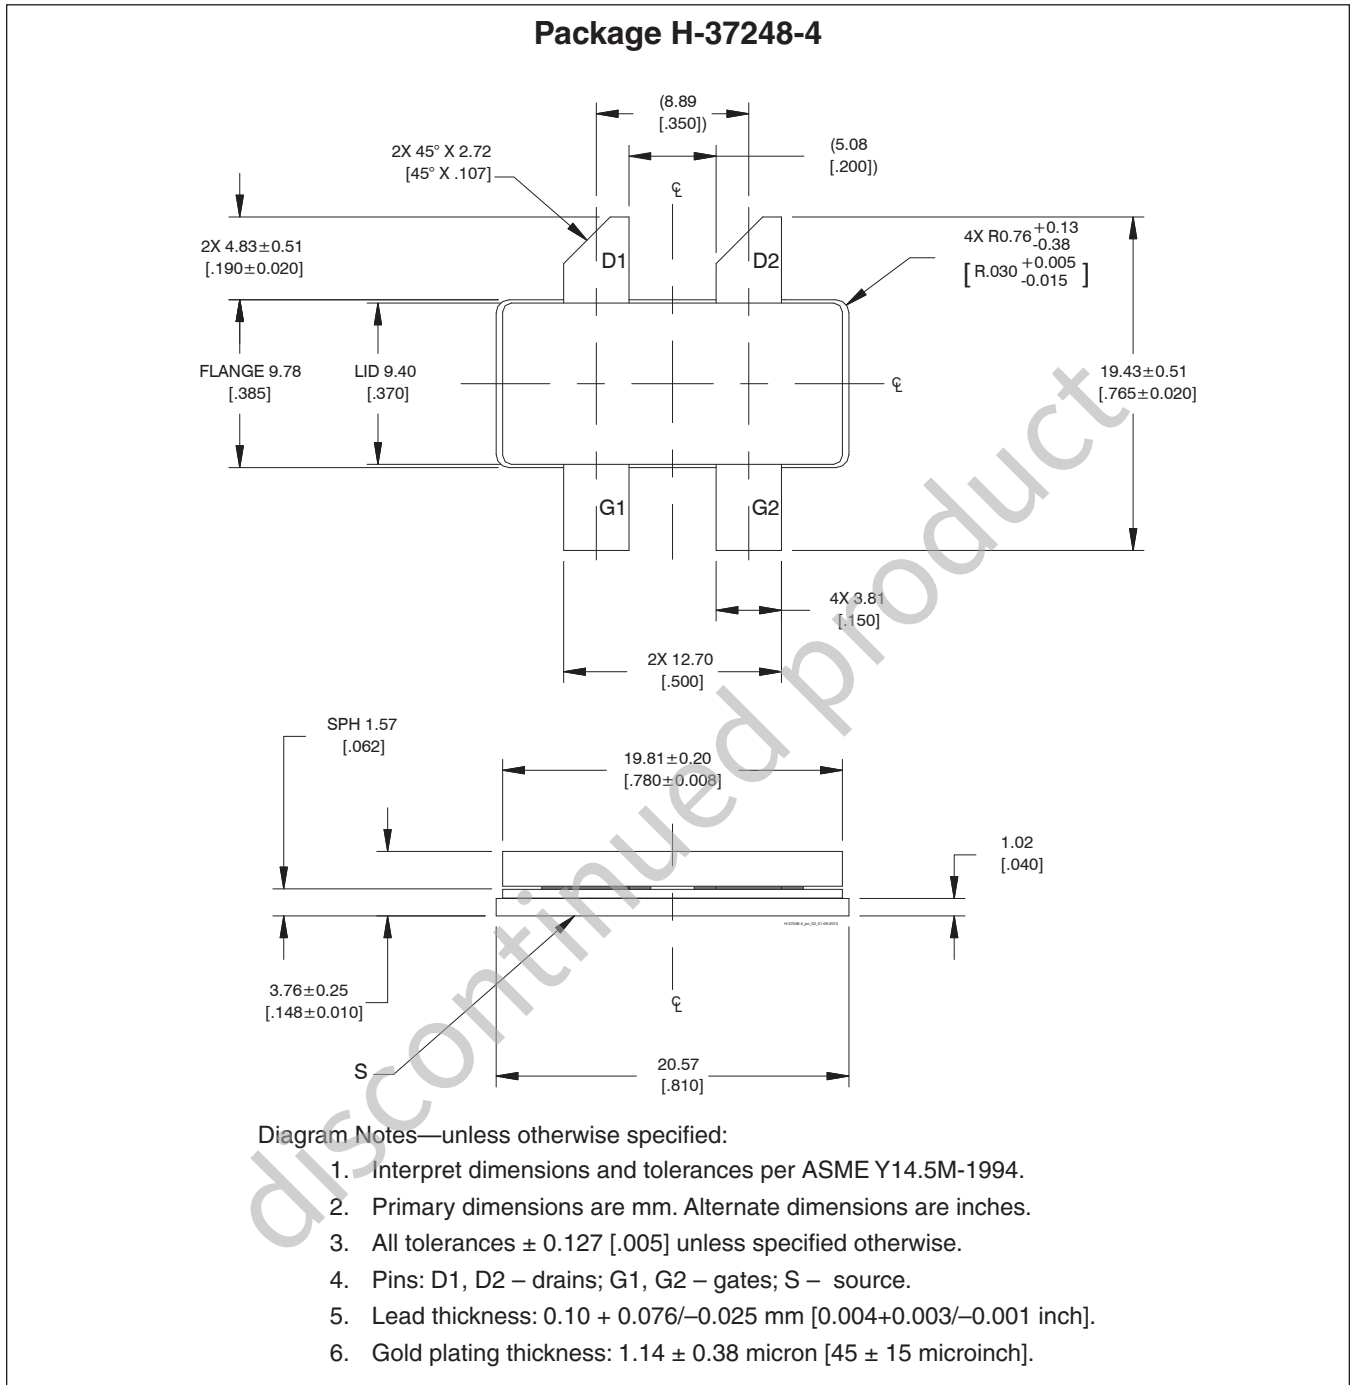 Package H-37248-4
(8.89
[.350])
2X 45° X 2.72
[45° X .107]
(5.08
[.200])
℄
2X 4.83±0.51
[.190±0.020]
D1
D2
4X R0.76 +0.13
-0.38
[ R.030 +0.005
-0.015 ]
FLANGE 9.78
[.385]
LID 9.40
[.370]
℄
19.43±0.51
[.765±0.020]
G1
G2
4X 3.81
[.150]
2X 12.70
[.500]
SPH 1.57
[.062]
19.81±0.20
[.780±0.008]
1.02
[.040]
3.76±0.25
[.148±0.010]
℄
S
20.57
[.810]
discontinued product
Diagram Notes—unless otherwise specified:
1. Interpret dimensions and tolerances per ASME Y14.5M-1994.
2. Primary dimensions are mm. Alternate dimensions are inches.
3. All tolerances ± 0.127 [.005] unless specified otherwise.
4. Pins: D1, D2 – drains; G1, G2 – gates; S – source.
5. Lead thickness: 0.10 + 0.076/–0.025 mm [0.004+0.003/–0.001 inch].
6. Gold plating thickness: 1.14 ± 0.38 micron [45 ± 15 microinch].